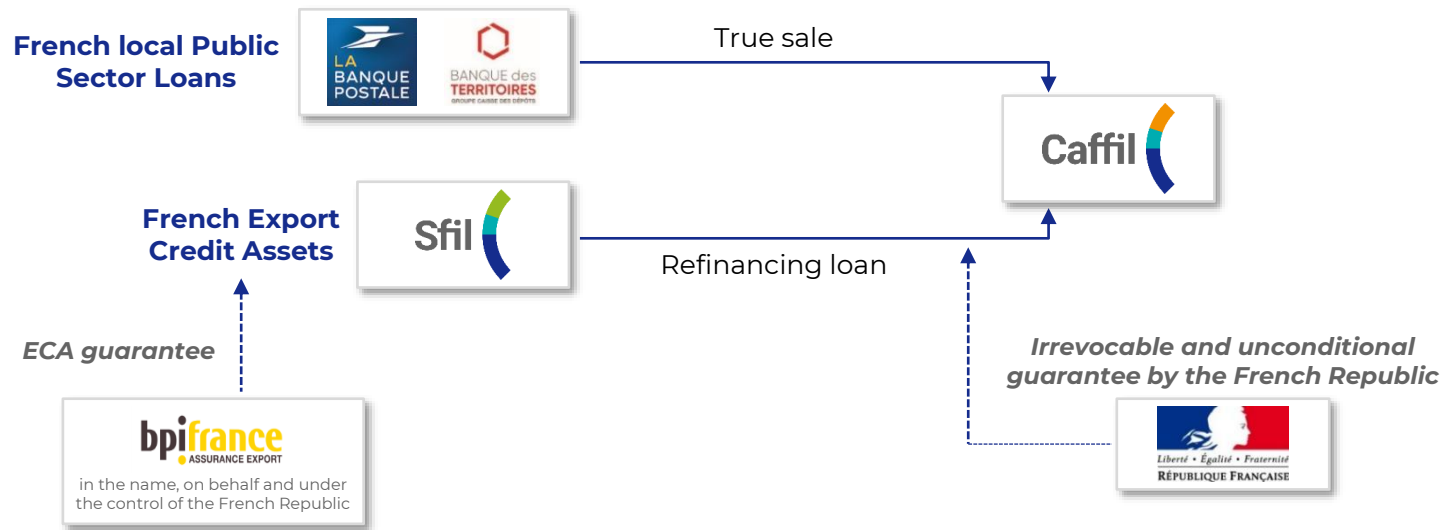 French local Public
Sector Loans
LA
BANQUE
POSTALE
BANQUE des
TERRITOIRES
GROUPE CAISSE DES DÉPÔTS
True sale
Caffil
French Export
Credit Assets
Sfil
Refinancing loan
ECA guarantee
bpifrance
ASSURANCE EXPORT
in the name, on behalf and under
the control of the French Republic
Irrevocable and unconditional
guarantee by the French Republic
Liberté • Égalité • Fraternité
RÉPUBLIQUE FRANÇAISE